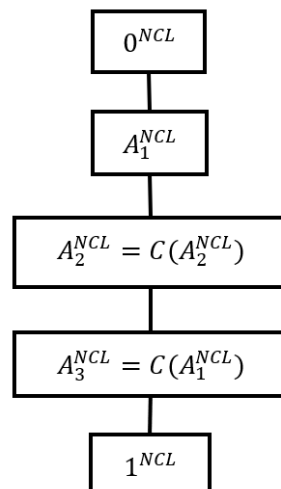 0^{NCL}
A_1^{NCL}
A_2^{NCL} = C(A_2^{NCL})
A_3^{NCL} = C(A_1^{NCL})
1^{NCL}